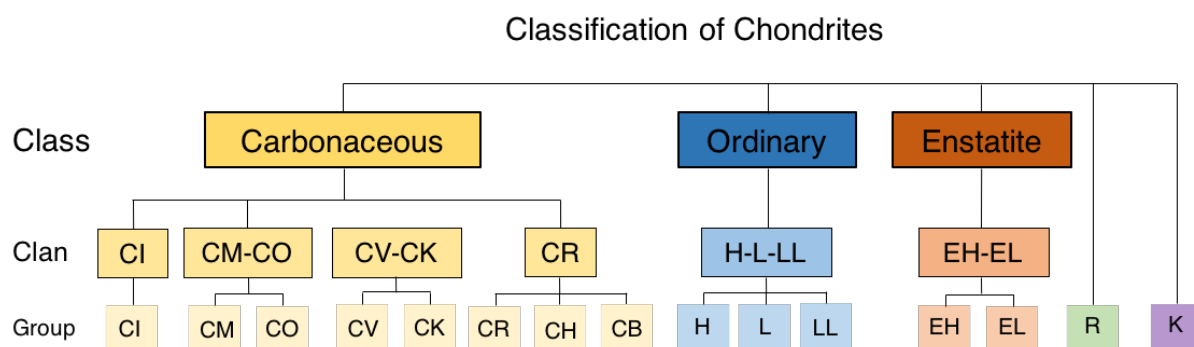 Classification of Chondrites
Class Carbonaceous Ordinary Enstatite
Clan CI CM-CO CV-CK CR H-L-LL EH-EL
Group CI CM CO CV CK CR CH CB H L LL EH EL R K